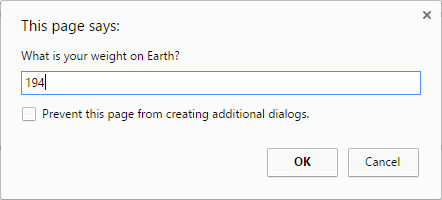 This page says:
What is your weight on Earth?
194
Prevent this page from creating additional dialogs.
OK Cancel